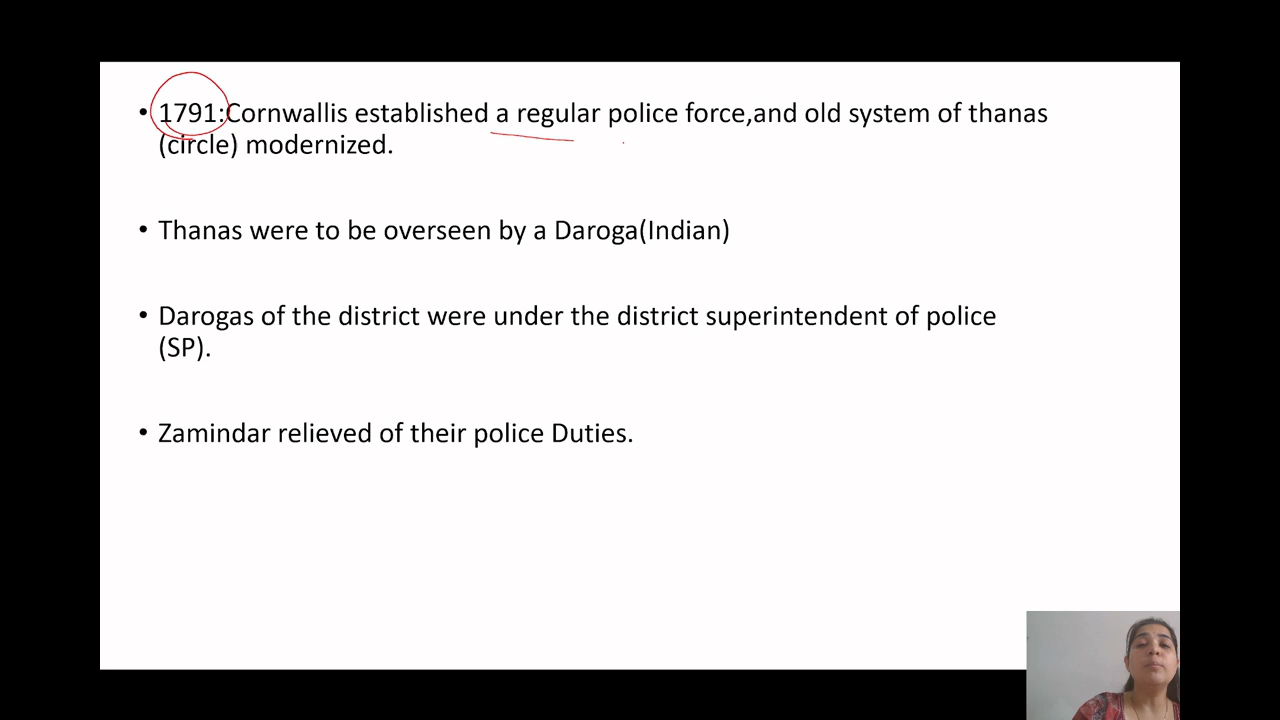 • 1791:Cornwallis established a regular police force,and old system of thanas
(circle) modernized.
• Thanas were to be overseen by a Daroga(Indian)
• Darogas of the district were under the district superintendent of police
(SP).
• Zamindar relieved of their police Duties.